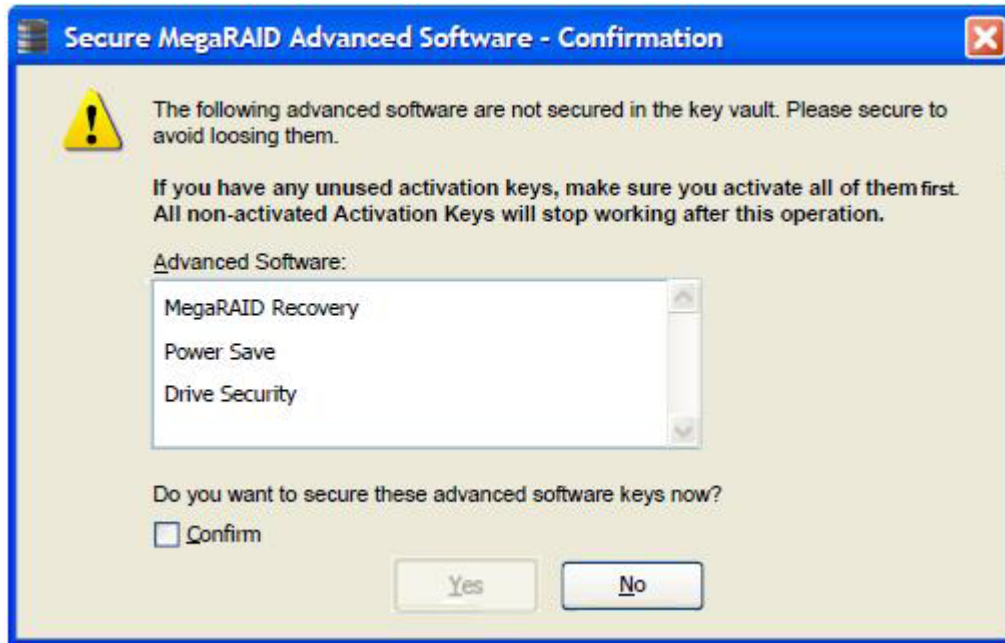 Secure MegaRAID Advanced Software - Confirmation
The following advanced software are not secured in the key vault. Please secure to
avoid loosing them.
If you have any unused activation keys, make sure you activate all of them first.
All non-activated Activation Keys will stop working after this operation.
Advanced Software:
MegaRAID Recovery
Power Save
Drive Security
Do you want to secure these advanced software keys now?
Confirm
Yes
No